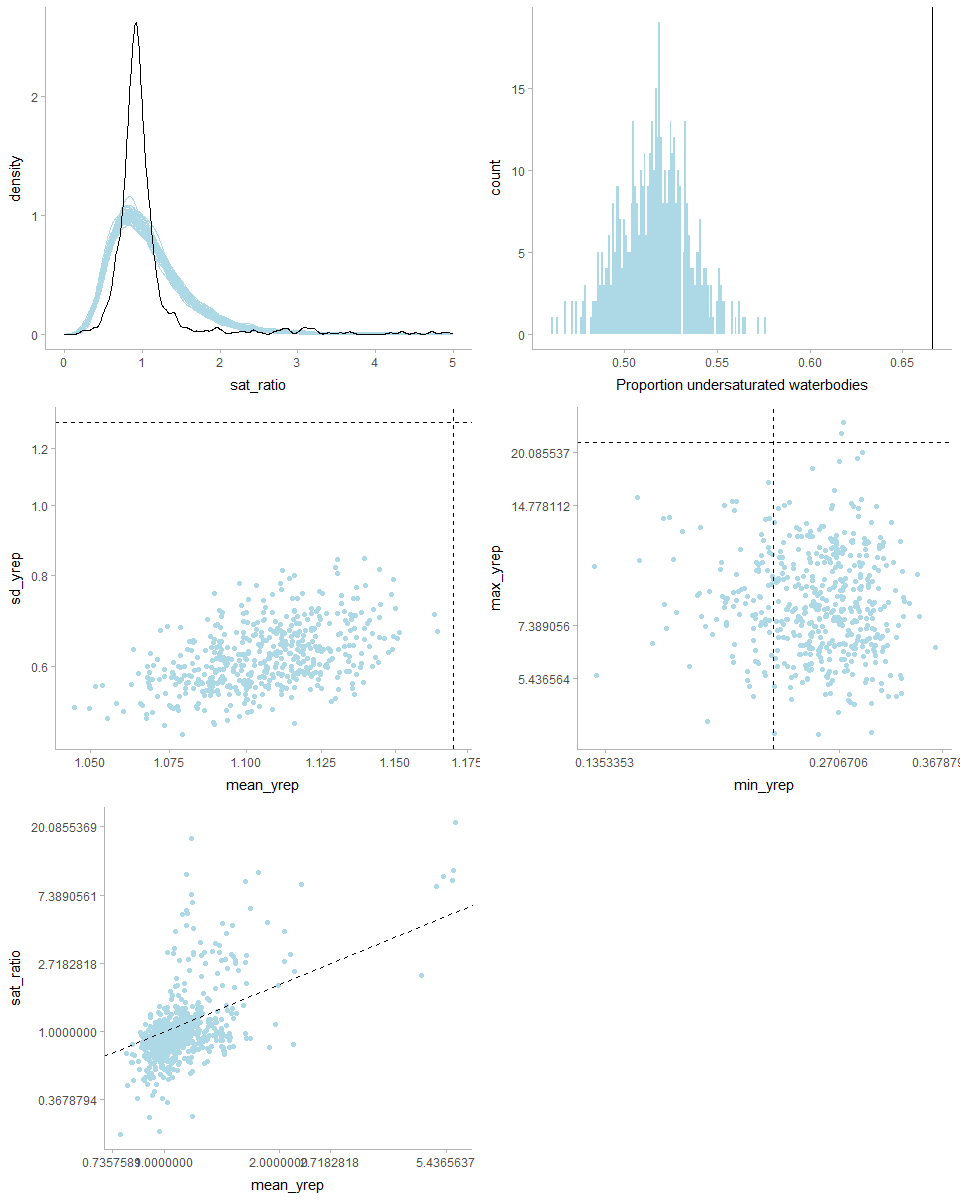 2
1
0
density
0 1 2 3 4 5
sat_ratio
15
10
5
0
count
0.50 0.55 0.60 0.65
Proportion undersaturated waterbodies
1.2
1.0
0.8
0.6
sd_yrep
1.050 1.075 1.100 1.125 1.150 1.175
mean_yrep
20.085537
14.778112
7.389056
5.436564
max_yrep
0.1353353 0.2706706 0.367879
min_yrep
20.0855369
7.3890561
2.7182818
1.0000000
0.3678794
sat_ratio
0.7357589 1.0000000 2.0000000 2.7182818 5.4365637
mean_yrep